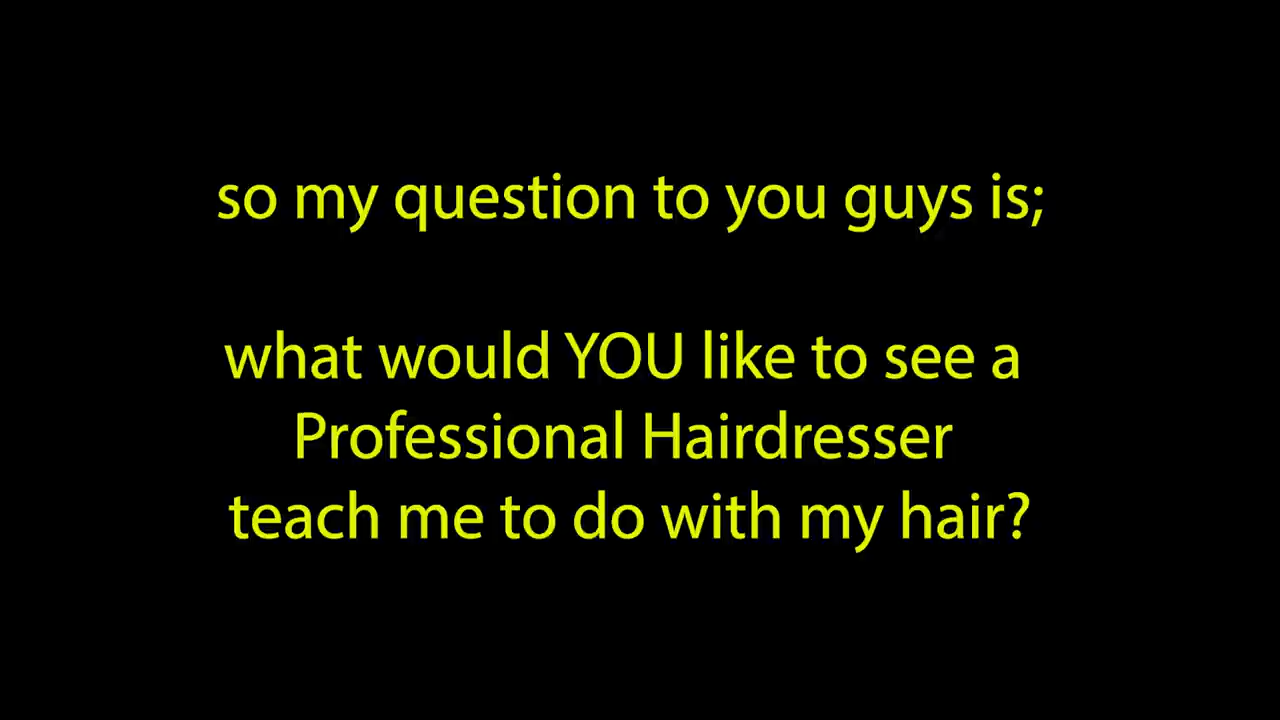 so my question to you guys is;
what would YOU like to see a
Professional Hairdresser
teach me to do with my hair?